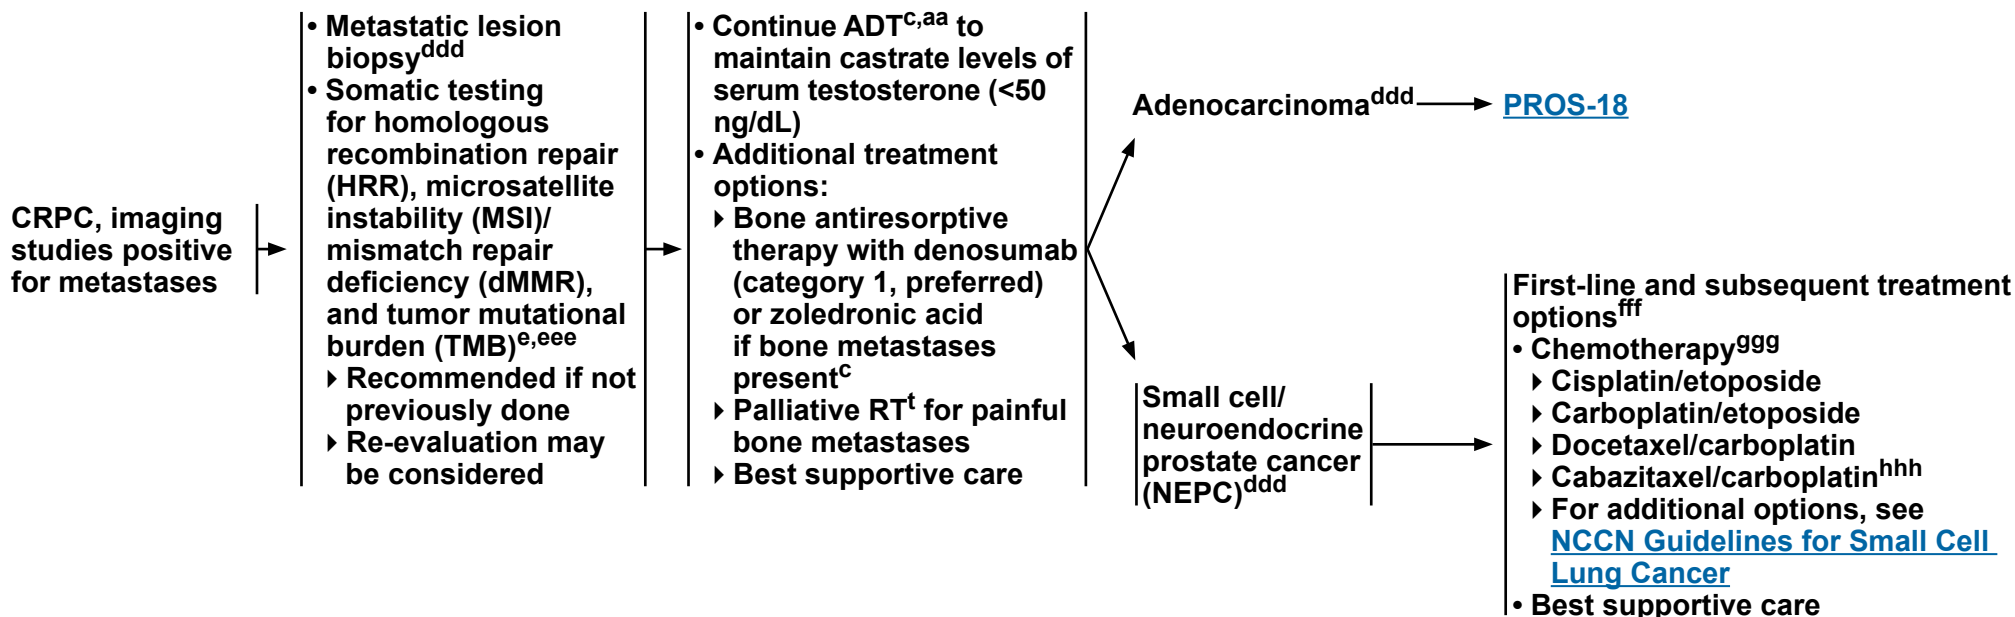 CRPC, imaging
studies positive
for metastases
• Metastatic lesion
biopsyddd
• Somatic testing
for homologous
recombination repair
(HRR), microsatellite
instability (MSI)/
mismatch repair
deficiency (dMMR),
and tumor mutational
burden (TMB)e,eee
▸ Recommended if not
previously done
▸ Re-evaluation may
be considered
• Continue ADTc,aa to
maintain castrate levels of
serum testosterone (<50
ng/dL)
• Additional treatment
options:
▸ Bone antiresorptive
therapy with denosumab
(category 1, preferred)
or zoledronic acid
if bone metastases
presentc
▸ Palliative RTt for painful
bone metastases
▸ Best supportive care
Adenocarcinomaddd
PROS-18
Small cell/
neuroendocrine
prostate cancer
(NEPC)ddd
First-line and subsequent treatment
optionsfff
• Chemotherapyggg
▸ Cisplatin/etoposide
▸ Carboplatin/etoposide
▸ Docetaxel/carboplatin
▸ Cabazitaxel/carboplatinhhh
▸ For additional options, see
NCCN Guidelines for Small Cell
Lung Cancer
• Best supportive care